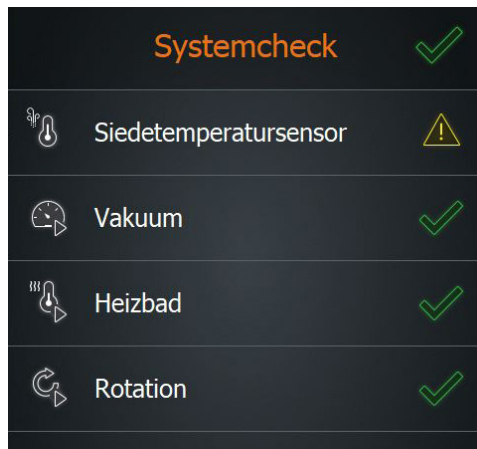 Systemcheck
Siedetemperatursensor
Vakuum
Heizbad
Rotation